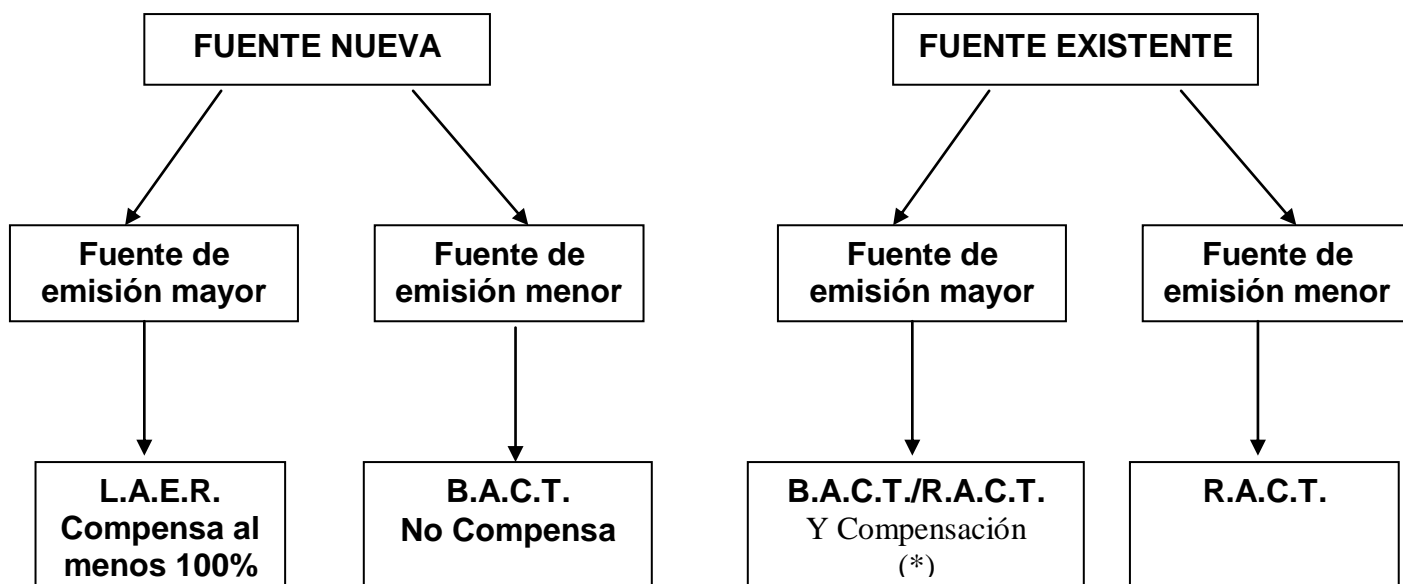 FUENTE NUEVA
FUENTE EXISTENTE
Fuente de
emisión mayor
Fuente de
emisión menor
Fuente de
emisión mayor
Fuente de
emisión menor
L.A.E.R.
Compensa al
menos 100%
B.A.C.T.
No Compensa
B.A.C.T./R.A.C.T.
Y Compensación
(*)
R.A.C.T.